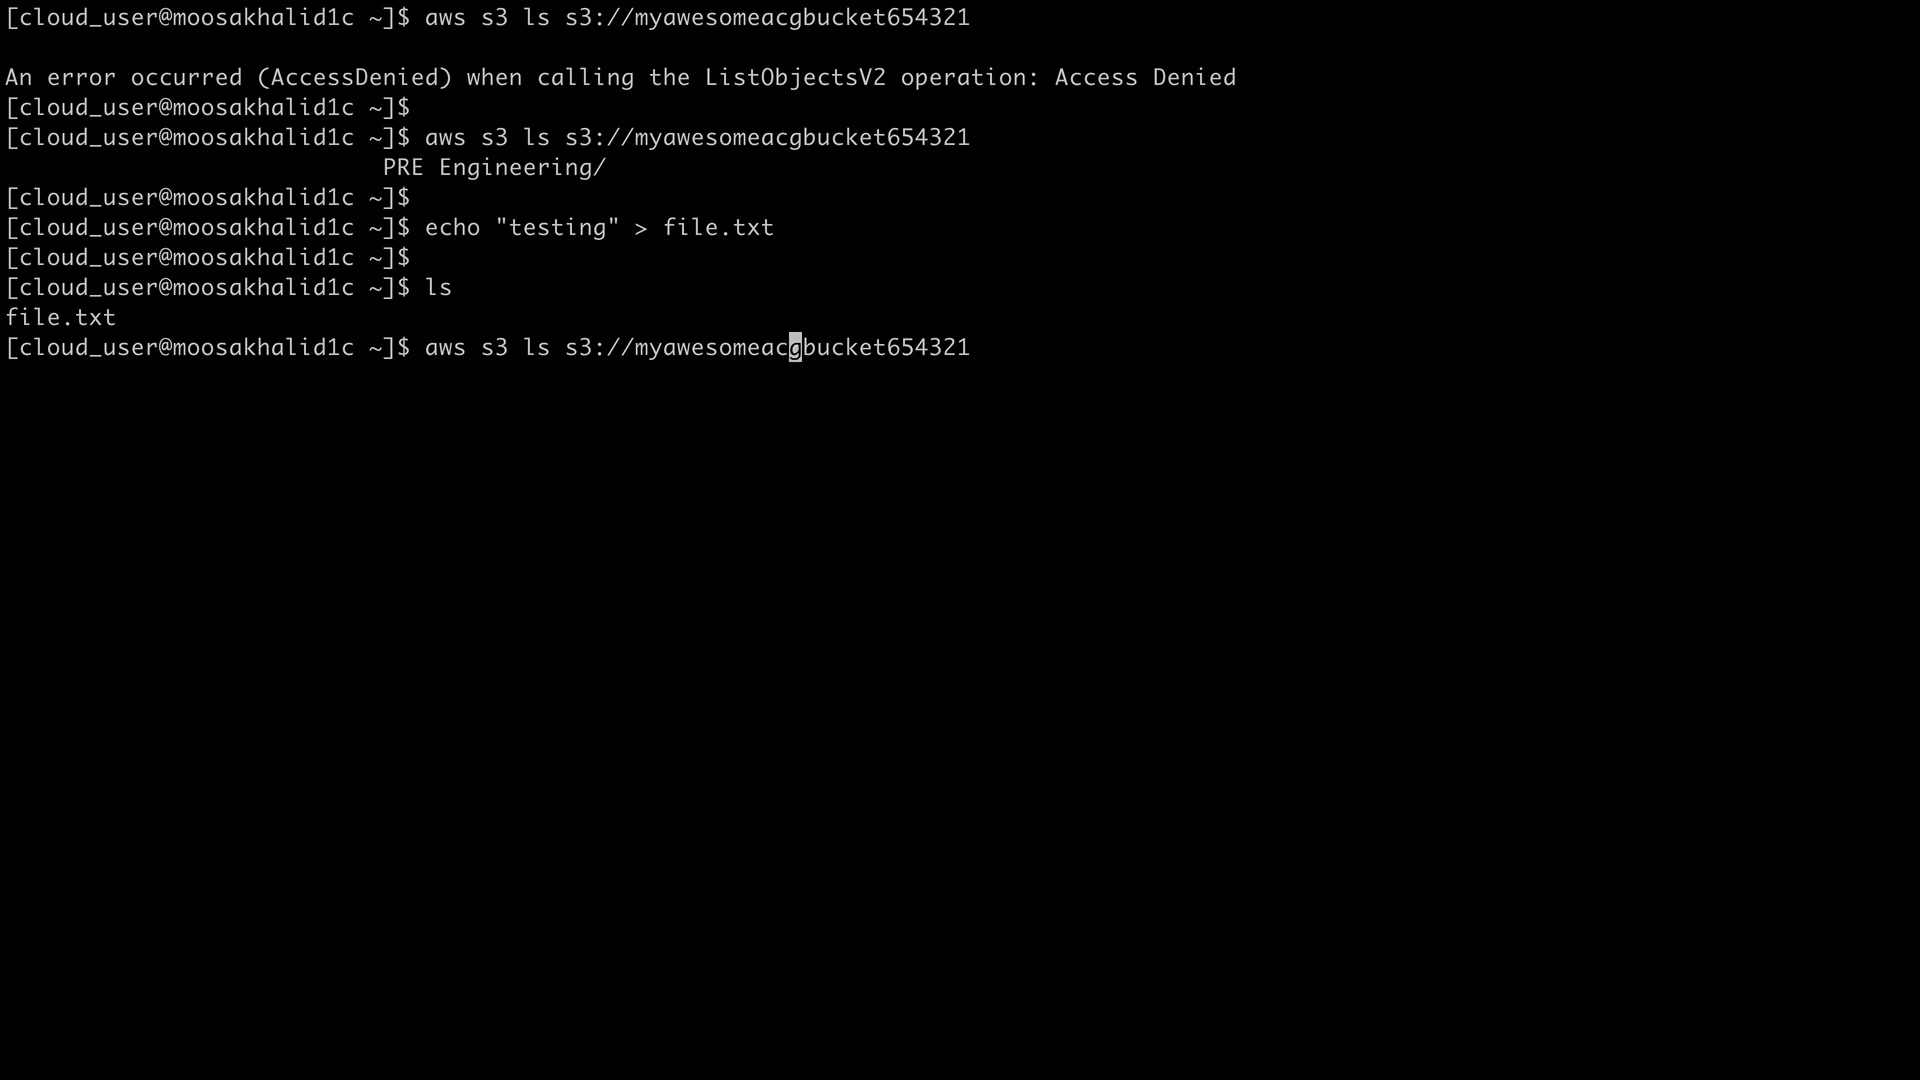 [cloud_user@moosakhalid1c ~]$ aws s3 ls s3://myawesomeacgbucket654321
An error occurred (AccessDenied) when calling the ListObjectsV2 operation: Access Denied
[cloud_user@moosakhalid1c ~]$
[cloud_user@moosakhalid1c ~]$ aws s3 ls s3://myawesomeacgbucket654321
PRE Engineering/
[cloud_user@moosakhalid1c ~]$
[cloud_user@moosakhalid1c ~]$ echo "testing" > file.txt
[cloud_user@moosakhalid1c ~]$
[cloud_user@moosakhalid1c ~]$ ls
file.txt
[cloud_user@moosakhalid1c ~]$ aws s3 ls s3://myawesomeacgbucket654321